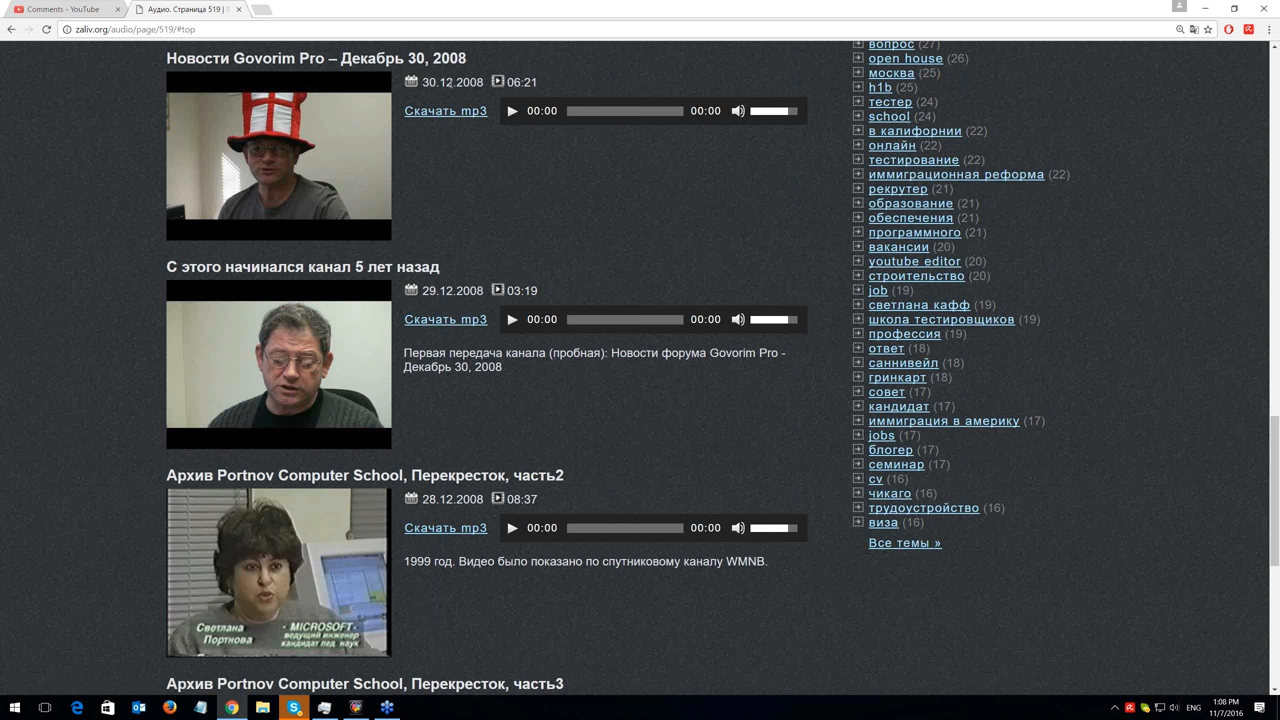 Comments - YouTube
Аудио. Страница 519 | S
zaliv.org/audio/page/519/#top
Новости Govorim Pro – Декабрь 30, 2008
30.12.2008 06:21
Скачать mp3 00:00 00:00
С этого начинался канал 5 лет назад
29.12.2008 03:19
Скачать mp3 00:00 00:00
Первая передача канала (пробная): Новости форума Govorim Pro -
Декабрь 30, 2008
Архив Portnov Computer School, Перекресток, часть2
28.12.2008 08:37
Скачать mp3 00:00 00:00
1999 год. Видео было показано по спутниковому каналу WMNB.
Светлана
Портнова
- MICROSOFT-
ведущий инженер
кандидат пед. наук
Архив Portnov Computer School, Перекресток, часть3
вопрос (27)
open house (26)
москва (25)
h1b (25)
тестер (24)
school (24)
в калифорнии (22)
онлайн (22)
тестирование (22)
иммиграционная реформа (22)
рекрутер (21)
образование (21)
обеспечения (21)
программного (21)
вакансии (20)
youtube editor (20)
строительство (20)
job (19)
светлана кафф (19)
школа тестировщиков (19)
профессия (19)
ответ (18)
саннивейл (18)
гринкарт (18)
совет (17)
кандидат (17)
иммиграция в америку (17)
jobs (17)
блогер (17)
семинар (17)
cv (16)
чикаго (16)
трудоустройство (16)
виза (16)
Все темы »
ENG
1:08 PM
11/7/2016